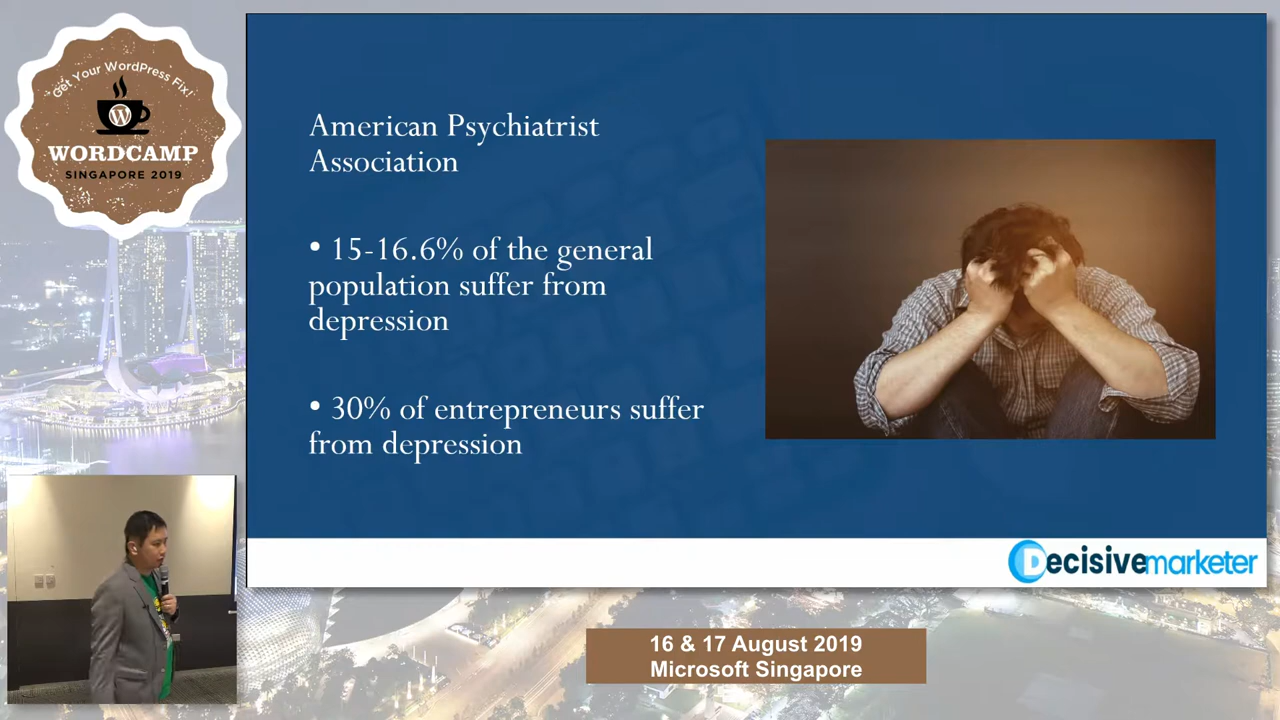 Get Your WordPress Fix!
W
WORDCAMP
SINGAPORE 2019
American Psychiatrist
Association
• 15-16.6% of the general
population suffer from
depression
• 30% of entrepreneurs suffer
from depression
Decisivemarketer
16 & 17 August 2019
Microsoft Singapore